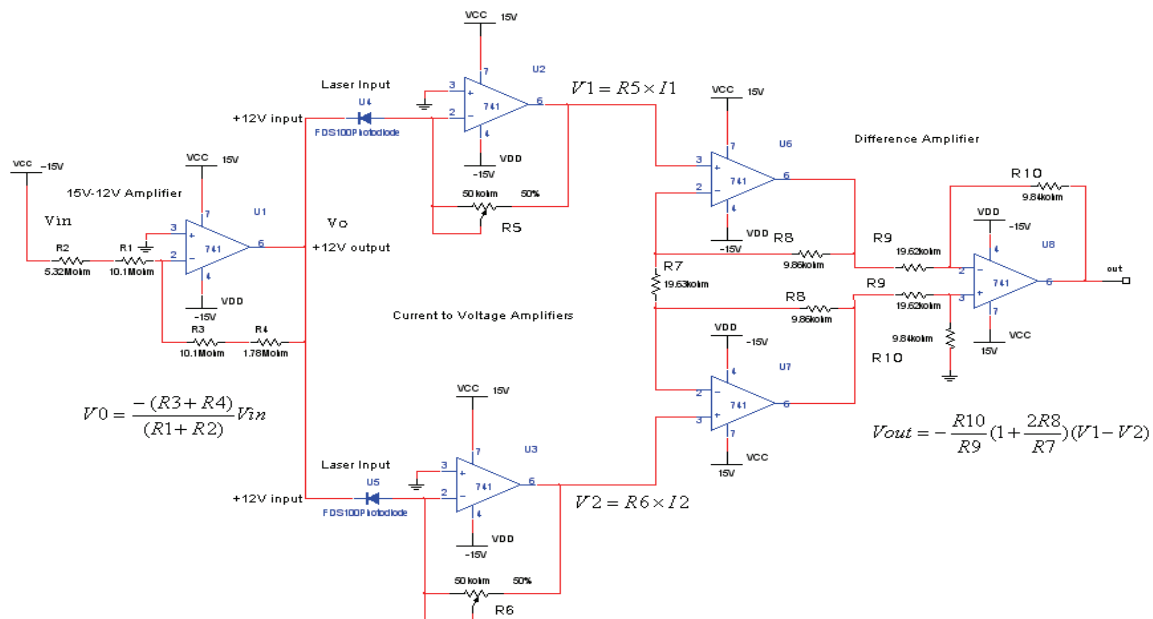 VCC
-15V
15V-12V Amplifier
Vin
R2
5.32Mohm
R1
10.1Mohm
VCC
15V
U1
3
2
7
741
6
4
-15V
VDD
R3
10.1Mohm
R4
1.78Mohm
Vo
+12V output
V0 = -(R3 + R4) / (R1 + R2) Vin
Laser Input
U4
+12V input
FDS100Photodiode
VCC
15V
U2
3
2
7
741
6
4
VDD
-15V
50kohm
50%
R5
V1 = R5 × I1
Current to Voltage Amplifiers
Laser Input
U5
+12V input
FDS100Photodiode
VCC
15V
U3
3
2
7
741
6
4
VDD
-15V
50kohm
50%
R6
V2 = R6 × I2
VCC
15V
U6
3
2
7
741
6
4
-15V
VDD
R7
19.63kohm
R8
9.86kohm
R8
9.86kohm
VDD
-15V
U7
2
3
4
741
6
7
15V
VCC
Difference Amplifier
R9
19.62kohm
R9
19.62kohm
R10
9.84kohm
VDD
-15V
U8
2
3
4
741
6
7
VCC
15V
9.84kohm
R10
out
Vout = -R10/R9 (1 + 2R8/R7)(V1 - V2)